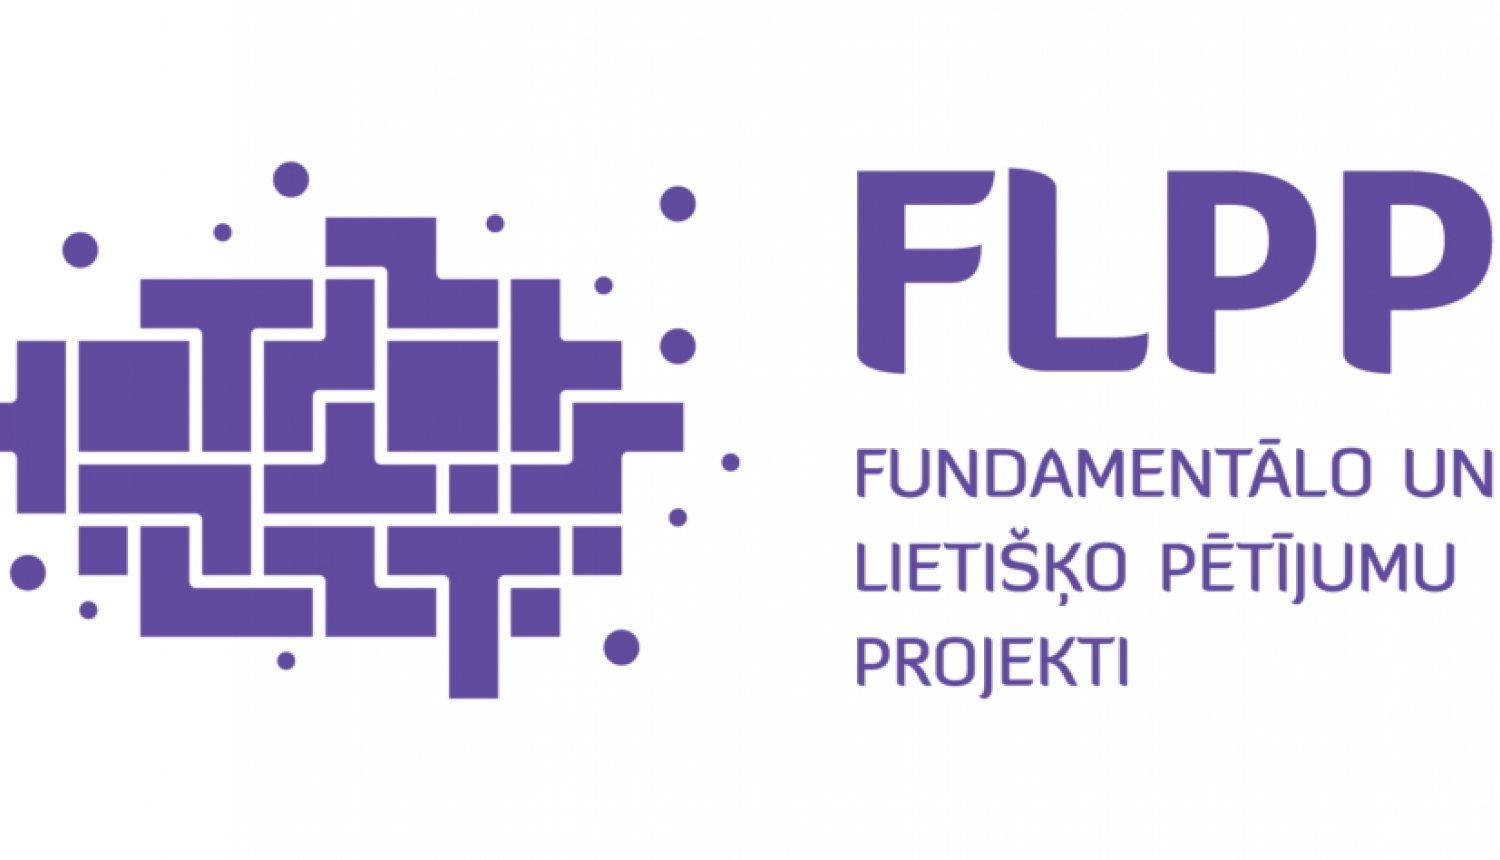 FLPP
FUNDAMENTĀLO UN
LIETIŠĶO PĒTĪJUMU
PROJEKTI